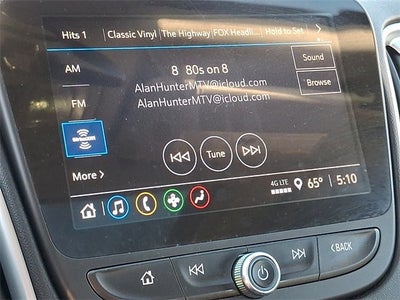 Hits 1 Classic Vinyl The Highway FOX Headli... Hold to Set
AM
8 80s on 8
Sound
AlanHunterMTV@icloud.com
Browse
FM
AlanHunterMTV@icloud.com
Tune
More >
4G LTE
65° 5:10
BACK